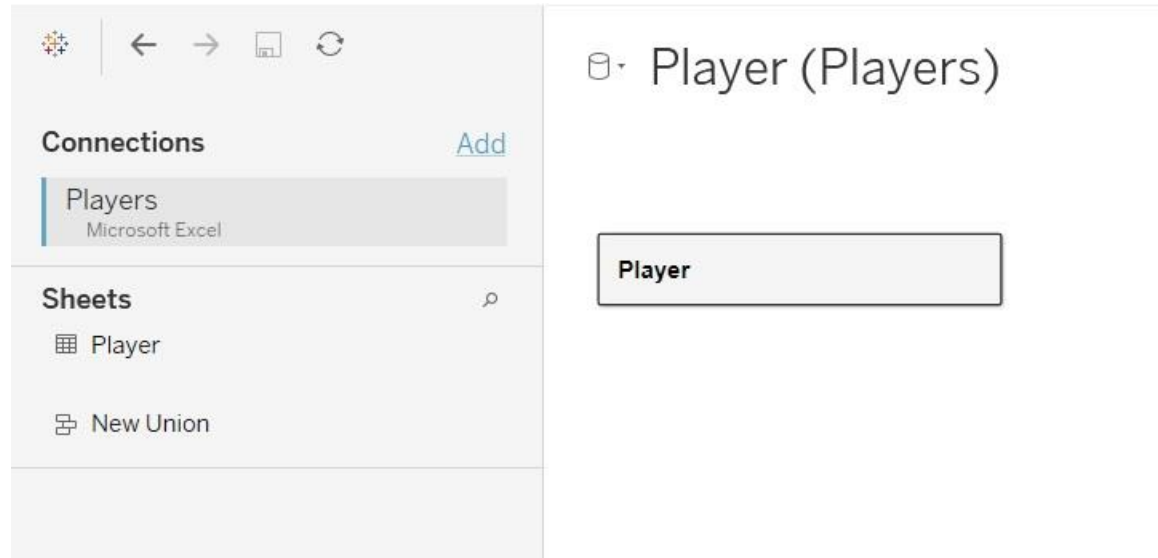 Connections
Add
Players
Microsoft Excel
Sheets
Player
New Union
Player (Players)
Player